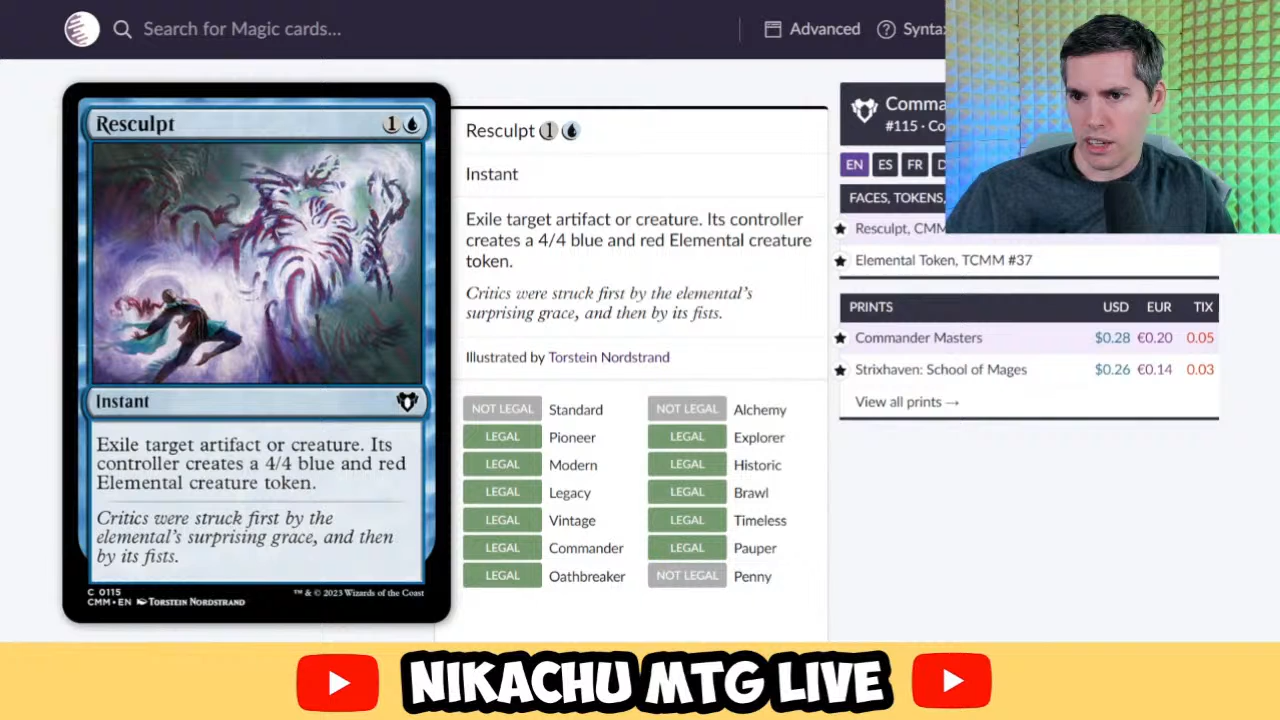 Search for Magic cards...
Advanced
Syntax
Resculpt 1
Instant
Exile target artifact or creature. Its
controller creates a 4/4 blue and red
Elemental creature token.
Critics were struck first by the
elemental's surprising grace, and then
by its fists.
C 0115
CMM • EN Torstein Nordstrand
™ & © 2023 Wizards of the Coast
Resculpt 1
Instant
Exile target artifact or creature. Its controller
creates a 4/4 blue and red Elemental creature
token.
Critics were struck first by the elemental's
surprising grace, and then by its fists.
Illustrated by Torstein Nordstrand
NOT LEGAL Standard NOT LEGAL Alchemy
LEGAL Pioneer LEGAL Explorer
LEGAL Modern LEGAL Historic
LEGAL Legacy LEGAL Brawl
LEGAL Vintage LEGAL Timeless
LEGAL Commander LEGAL Pauper
LEGAL Oathbreaker NOT LEGAL Penny
Comma
#115 · Co
EN ES FR D
FACES, TOKENS,
Resculpt, CMM
Elemental Token, TCMM #37
PRINTS USD EUR TIX
Commander Masters $0.28 €0.20 0.05
Strixhaven: School of Mages $0.26 €0.14 0.03
View all prints →
NIKACHU MTG LIVE